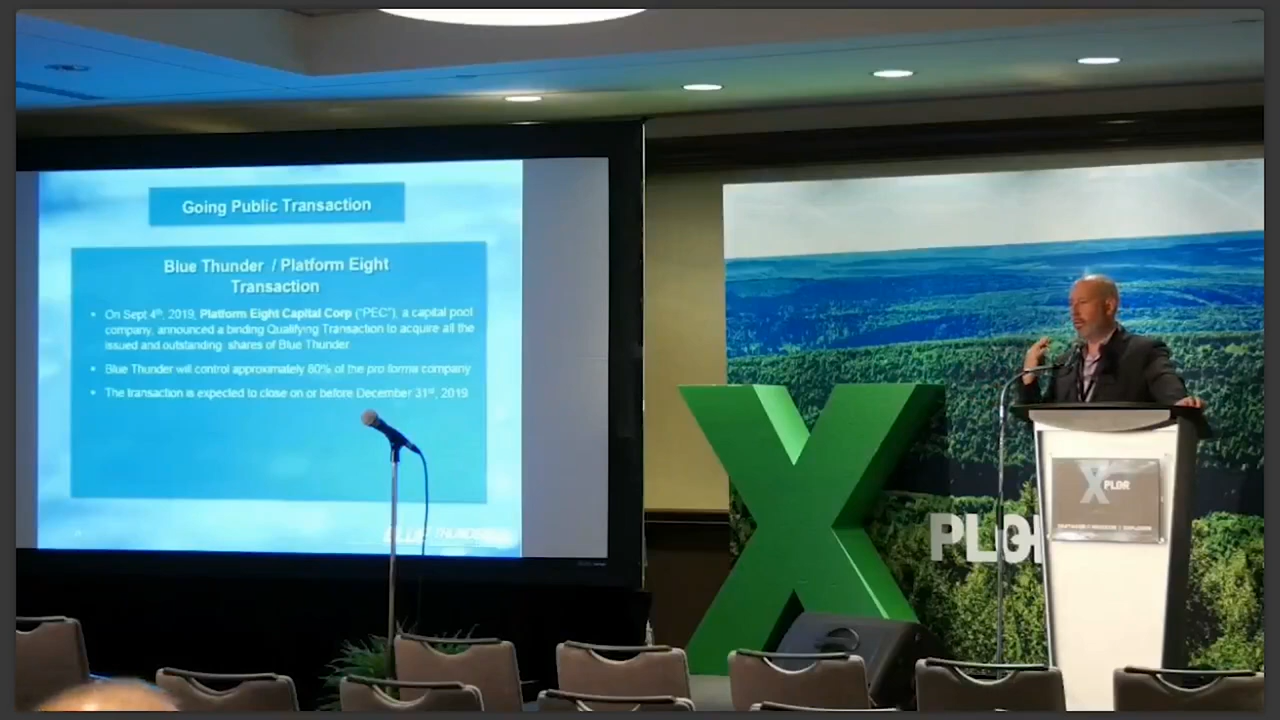 Going Public Transaction
Blue Thunder / Platform Eight
Transaction
• On Sept 4th, 2019, Platform Eight Capital Corp ("PEC"), a capital pool
company, announced a binding Qualifying Transaction to acquire all the
issued and outstanding shares of Blue Thunder
• Blue Thunder will control approximately 80% of the pro forma company
• The transaction is expected to close on or before December 31st, 2019
BLUE THUNDER
X
PLOR
XPLOR